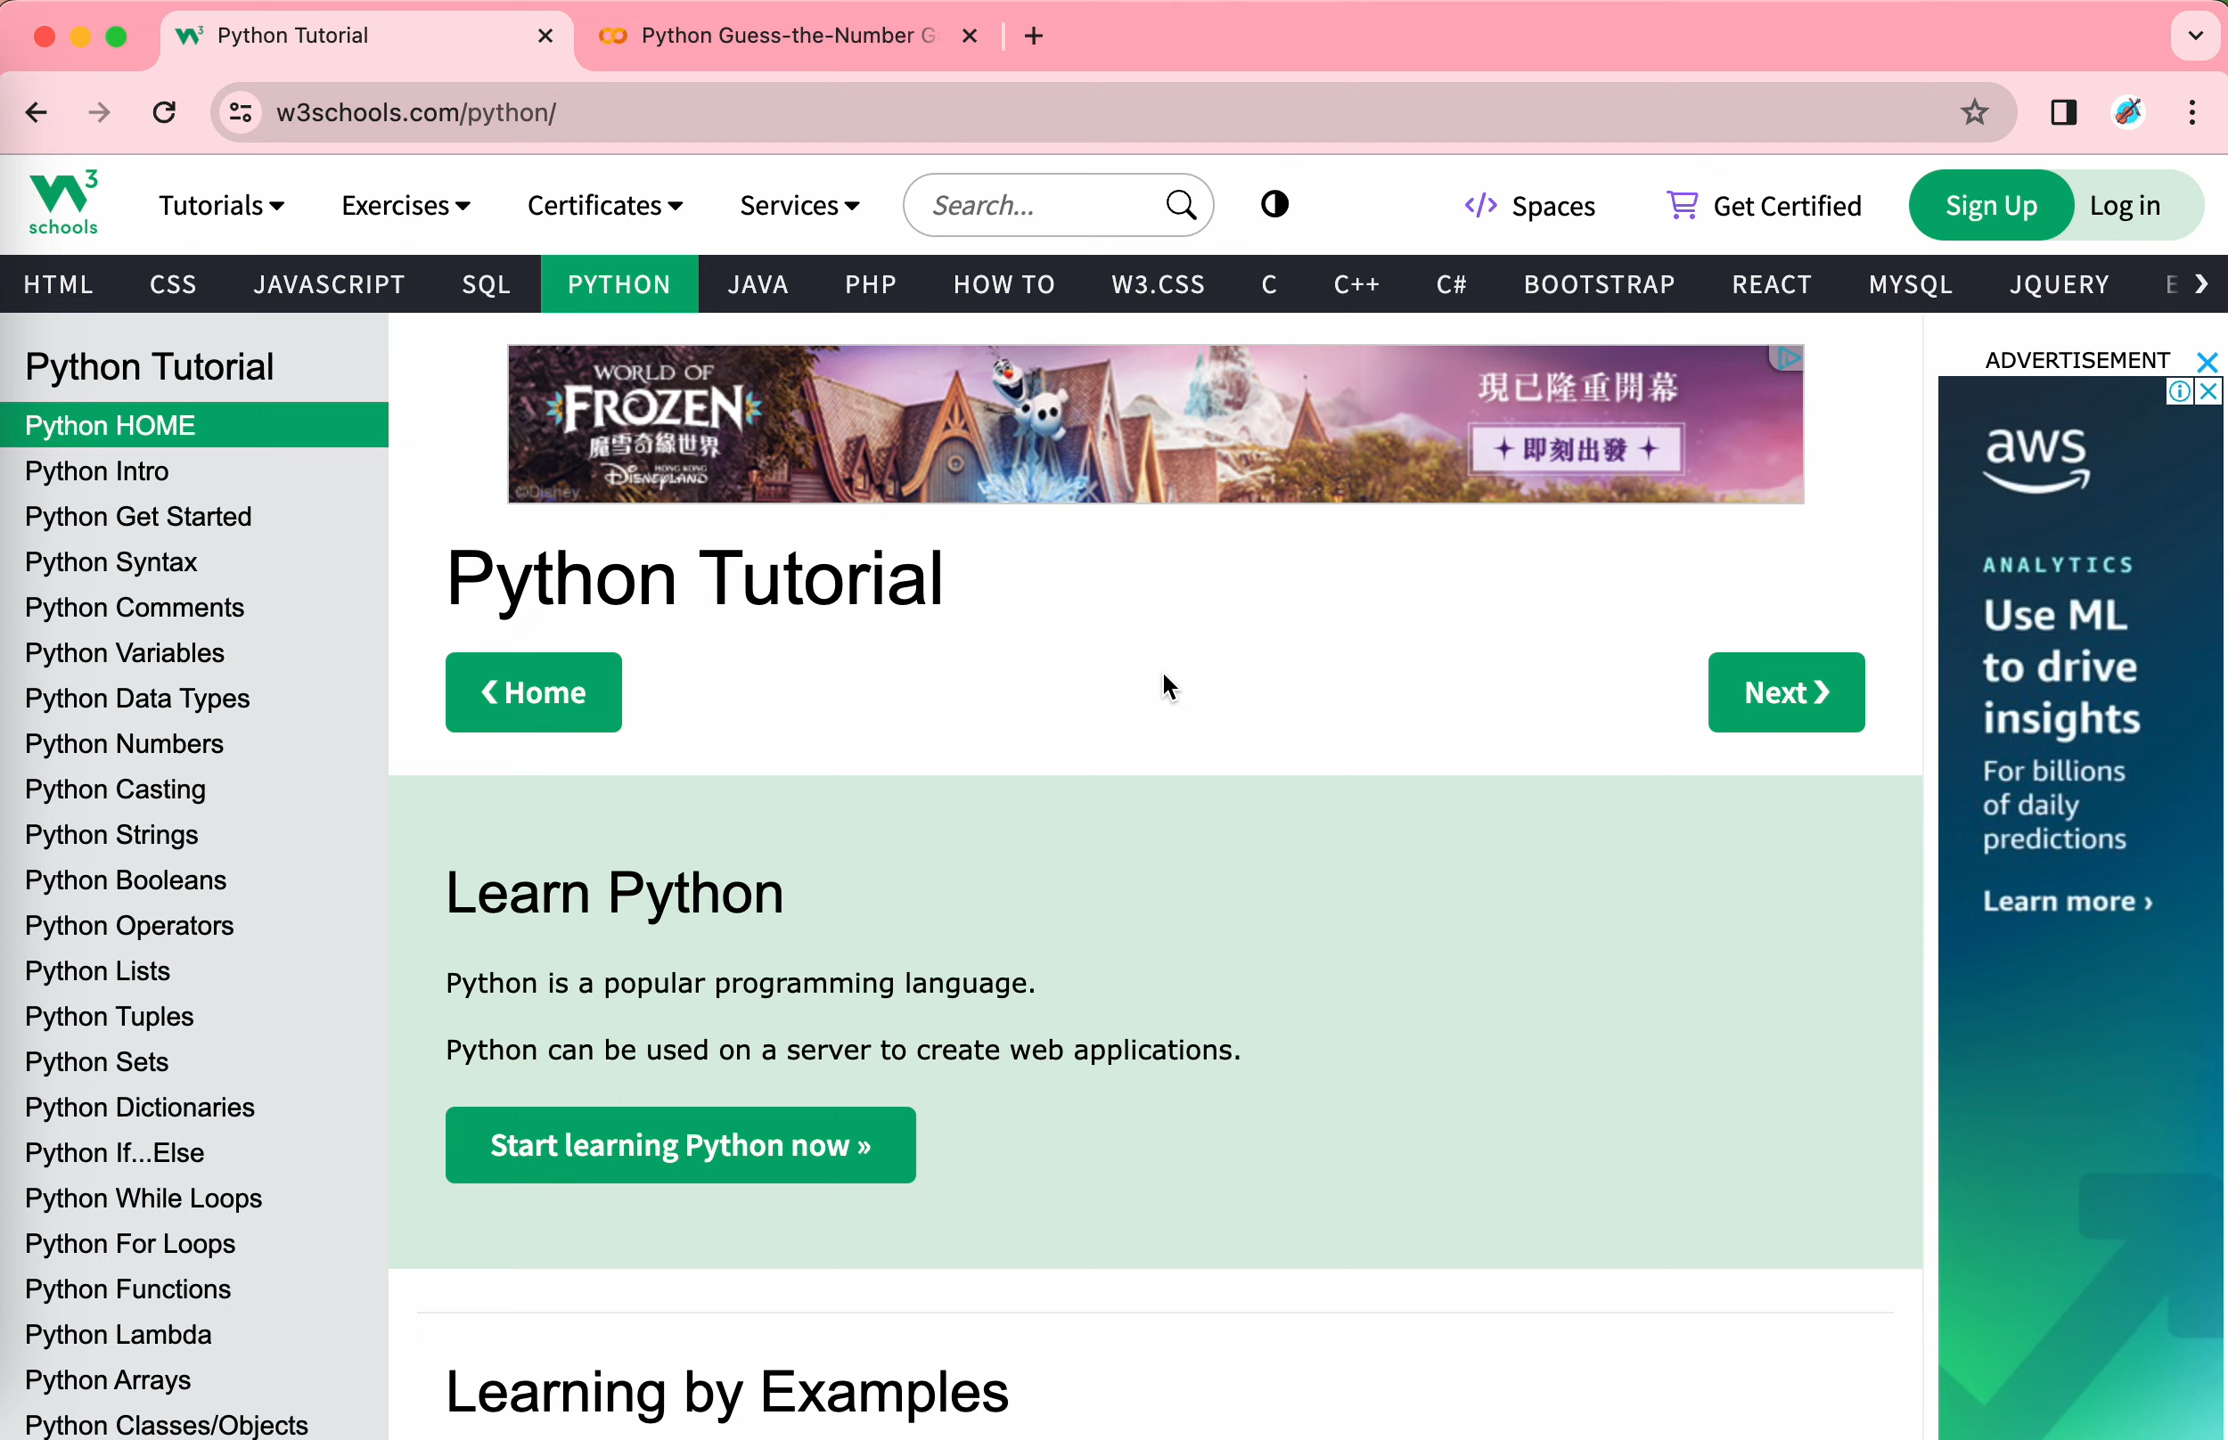 Python Tutorial
Python Guess-the-Number G
w3schools.com/python/
3
schools
Tutorials
Exercises
Certificates
Services
Search...
Spaces
Get Certified
Sign Up
Log in
HTML
CSS
JAVASCRIPT
SQL
PYTHON
JAVA
PHP
HOW TO
W3.CSS
C
C++
C#
BOOTSTRAP
REACT
MYSQL
JQUERY
E
Python Tutorial
Python HOME
Python Intro
Python Get Started
Python Syntax
Python Comments
Python Variables
Python Data Types
Python Numbers
Python Casting
Python Strings
Python Booleans
Python Operators
Python Lists
Python Tuples
Python Sets
Python Dictionaries
Python If...Else
Python While Loops
Python For Loops
Python Functions
Python Lambda
Python Arrays
Python Classes/Objects
WORLD OF
FROZEN
魔雪奇緣世界
HONG KONG
DISNEYLAND
©Disney
現已隆重開幕
即刻出發
Python Tutorial
❮ Home
Next ❯
Learn Python
Python is a popular programming language.
Python can be used on a server to create web applications.
Start learning Python now »
Learning by Examples
ADVERTISEMENT
aws
ANALYTICS
Use ML
to drive
insights
For billions
of daily
predictions
Learn more ›